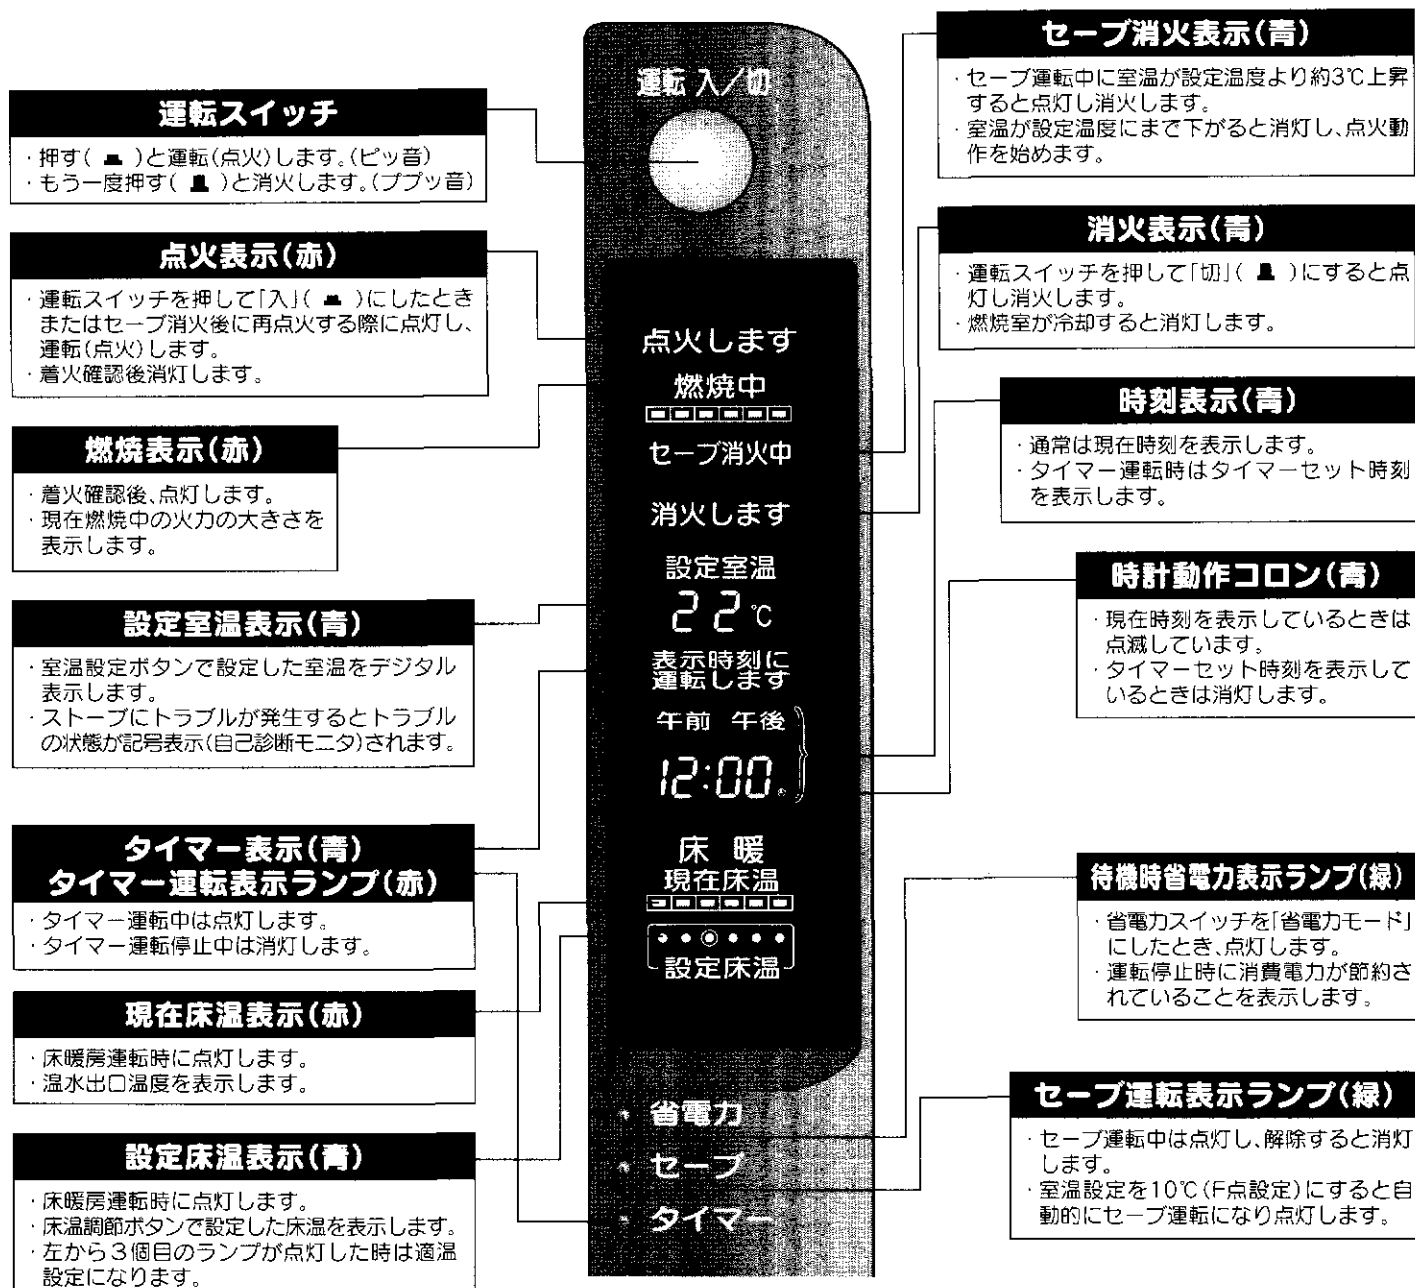 運転スイッチ
・押す( )と運転(点火)します。(ピッ音)
・もう一度押す( )と消火します。(ププッ音)
点火表示(赤)
・運転スイッチを押して「入」( )にしたとき
またはセーブ消火後に再点火する際に点灯し、
運転(点火)します。
・着火確認後消灯します。
燃焼表示(赤)
・着火確認後、点灯します。
・現在燃焼中の火力の大きさを
表示します。
設定室温表示(青)
・室温設定ボタンで設定した室温をデジタル
表示します。
・ストーブにトラブルが発生するとトラブル
の状態が記号表示(自己診断モニタ)されます。
タイマー表示(青)
タイマー運転表示ランプ(赤)
・タイマー運転中は点灯します。
・タイマー運転停止中は消灯します。
現在床温表示(赤)
・床暖房運転時に点灯します。
・温水出口温度を表示します。
設定床温表示(青)
・床暖房運転時に点灯します。
・床温調節ボタンで設定した床温を表示します。
・左から3個目のランプが点灯した時は適温
設定になります。
運転 入/切
点火します
燃焼中
セーブ消火中
消火します
設定室温
22℃
表示時刻に
運転します
午前 午後
12:00
床 暖
現在床温
設定床温
省電力
セーブ
タイマー
セーブ消火表示(青)
・セーブ運転中に室温が設定温度より約3℃上昇
すると点灯し消火します。
・室温が設定温度にまで下がると消灯し、点火動
作を始めます。
消火表示(青)
・運転スイッチを押して「切」( )にすると点
灯し消火します。
・燃焼室が冷却すると消灯します。
時刻表示(青)
・通常は現在時刻を表示します。
・タイマー運転時はタイマーセット時刻
を表示します。
時計動作コロン(青)
・現在時刻を表示しているときは
点滅しています。
・タイマーセット時刻を表示して
いるときは消灯します。
待機時省電力表示ランプ(緑)
・省電力スイッチを「省電力モード」
にしたとき、点灯します。
・運転停止時に消費電力が節約さ
れていることを表示します。
セーブ運転表示ランプ(緑)
・セーブ運転中は点灯し、解除すると消灯
します。
・室温設定を10℃(F点設定)にすると自
動的にセーブ運転になり点灯します。